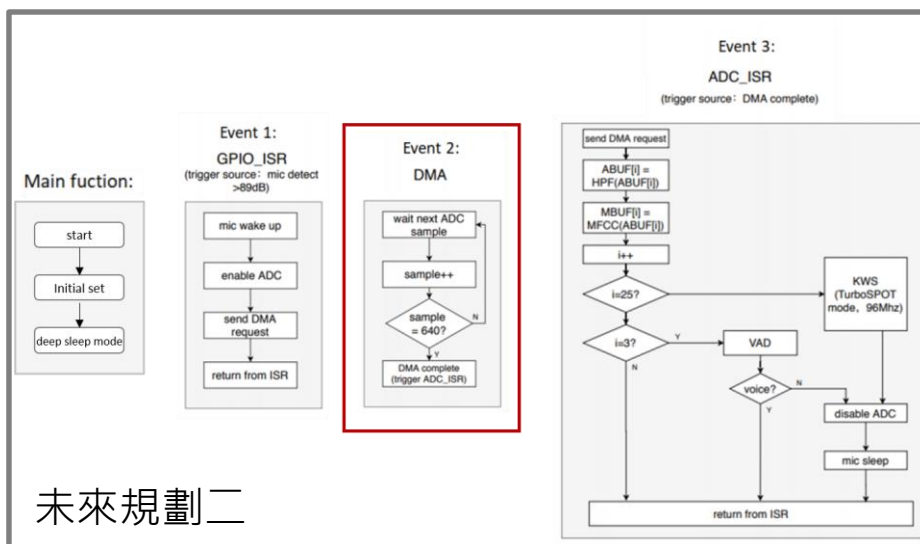 Main fuction:
start
Initial set
deep sleep mode
Event 1:
GPIO_ISR
(trigger source: mic detect
>89dB)
mic wake up
enable ADC
send DMA
request
return from ISR
Event 2:
DMA
wait next ADC
sample
sample++
sample
= 640?
N
Y
DMA complete
(trigger ADC_ISR)
Event 3:
ADC_ISR
(trigger source：DMA complete)
send DMA request
ABUF[i] =
HPF(ABUF[i])
MBUF[i] =
MFCC(ABUF[i])
i++
i=25?
KWS
(TurboSPOT
mode，96Mhz)
i=3?
Y
N
VAD
voice?
N
Y
disable ADC
mic sleep
return from ISR
未來規劃二